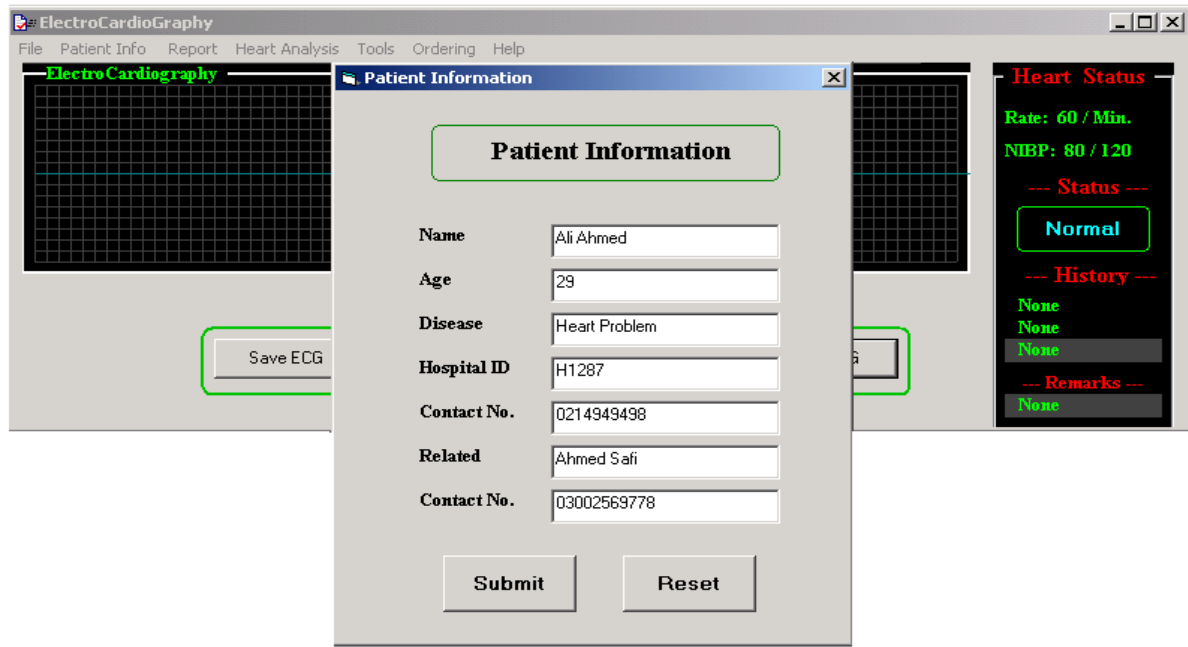 ElectroCardioGraphy
File Patient Info Report Heart Analysis Tools Ordering Help
ElectroCardiography
Patient Information
Patient Information
Name Ali Ahmed
Age 29
Disease Heart Problem
Hospital ID H1287
Contact No. 0214949498
Related Ahmed Safi
Contact No. 03002569778
Submit Reset
Save ECG
Heart Status
Rate: 60 / Min.
NIBP: 80 / 120
--- Status ---
Normal
--- History ---
None
None
None
--- Remarks ---
None